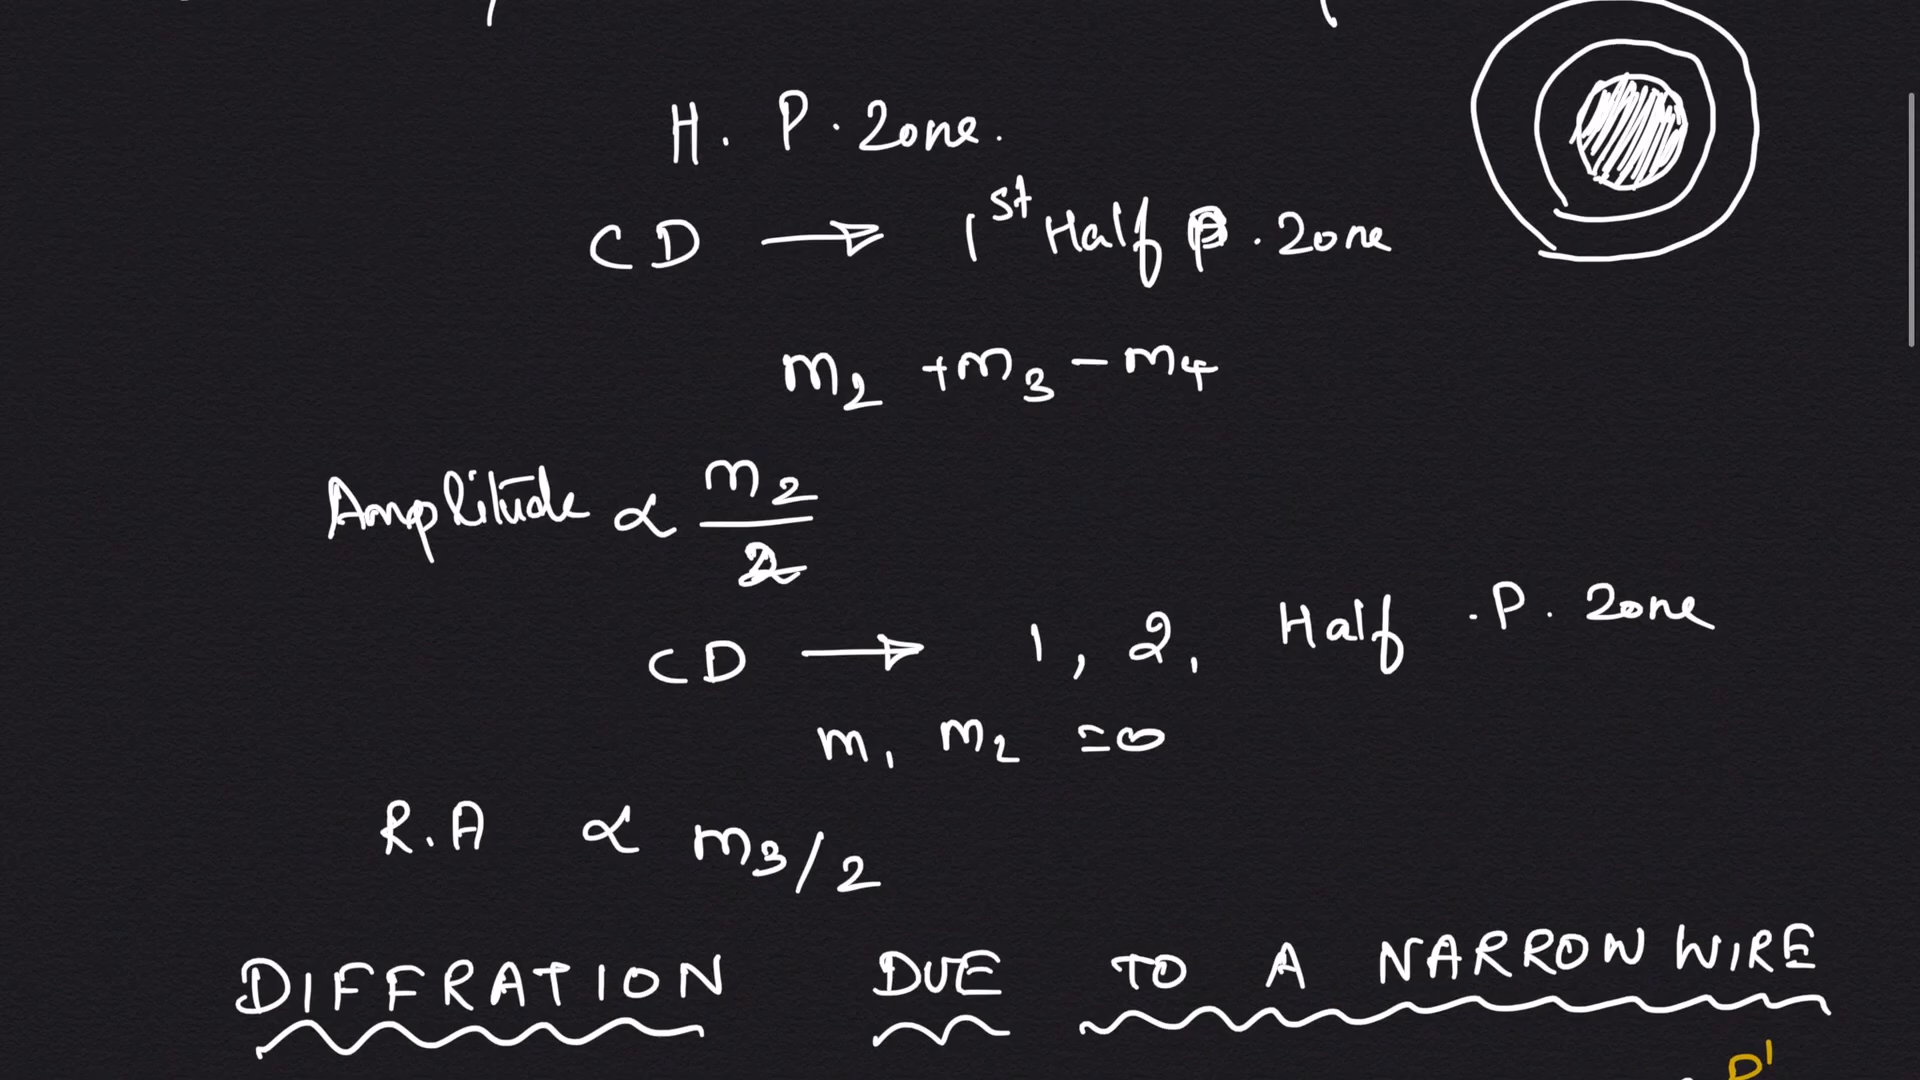 H. P. Zone.
CD → 1st Half P. Zone
m2 + m3 - m4
Amplitude ∝ m2/2
CD → 1, 2, Half .P. Zone
m1 m2 = 0
R.A ∝ m3/2
DIFFRATION DUE TO A NARROW WIRE
P'